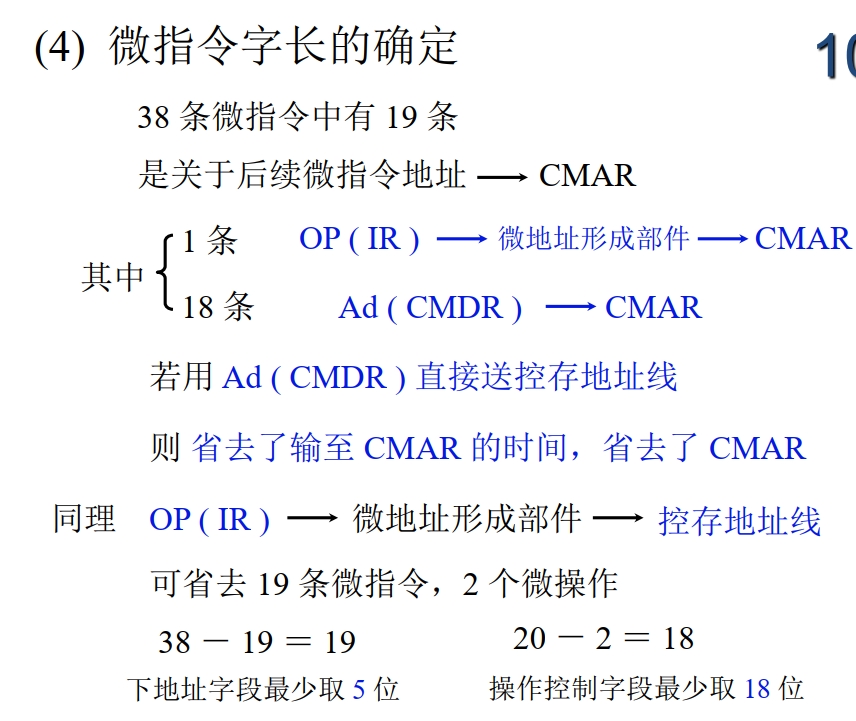 (4) 微指令字长的确定
10
38 条微指令中有 19 条
是关于后续微指令地址 → CMAR
其中
1 条 OP ( IR ) → 微地址形成部件 → CMAR
18 条 Ad ( CMDR ) → CMAR
若用 Ad ( CMDR ) 直接送控存地址线
则 省去了输至 CMAR 的时间，省去了 CMAR
同理 OP ( IR ) → 微地址形成部件 → 控存地址线
可省去 19 条微指令，2 个微操作
38 － 19 ＝ 19 20 － 2 ＝ 18
下地址字段最少取 5 位 操作控制字段最少取 18 位